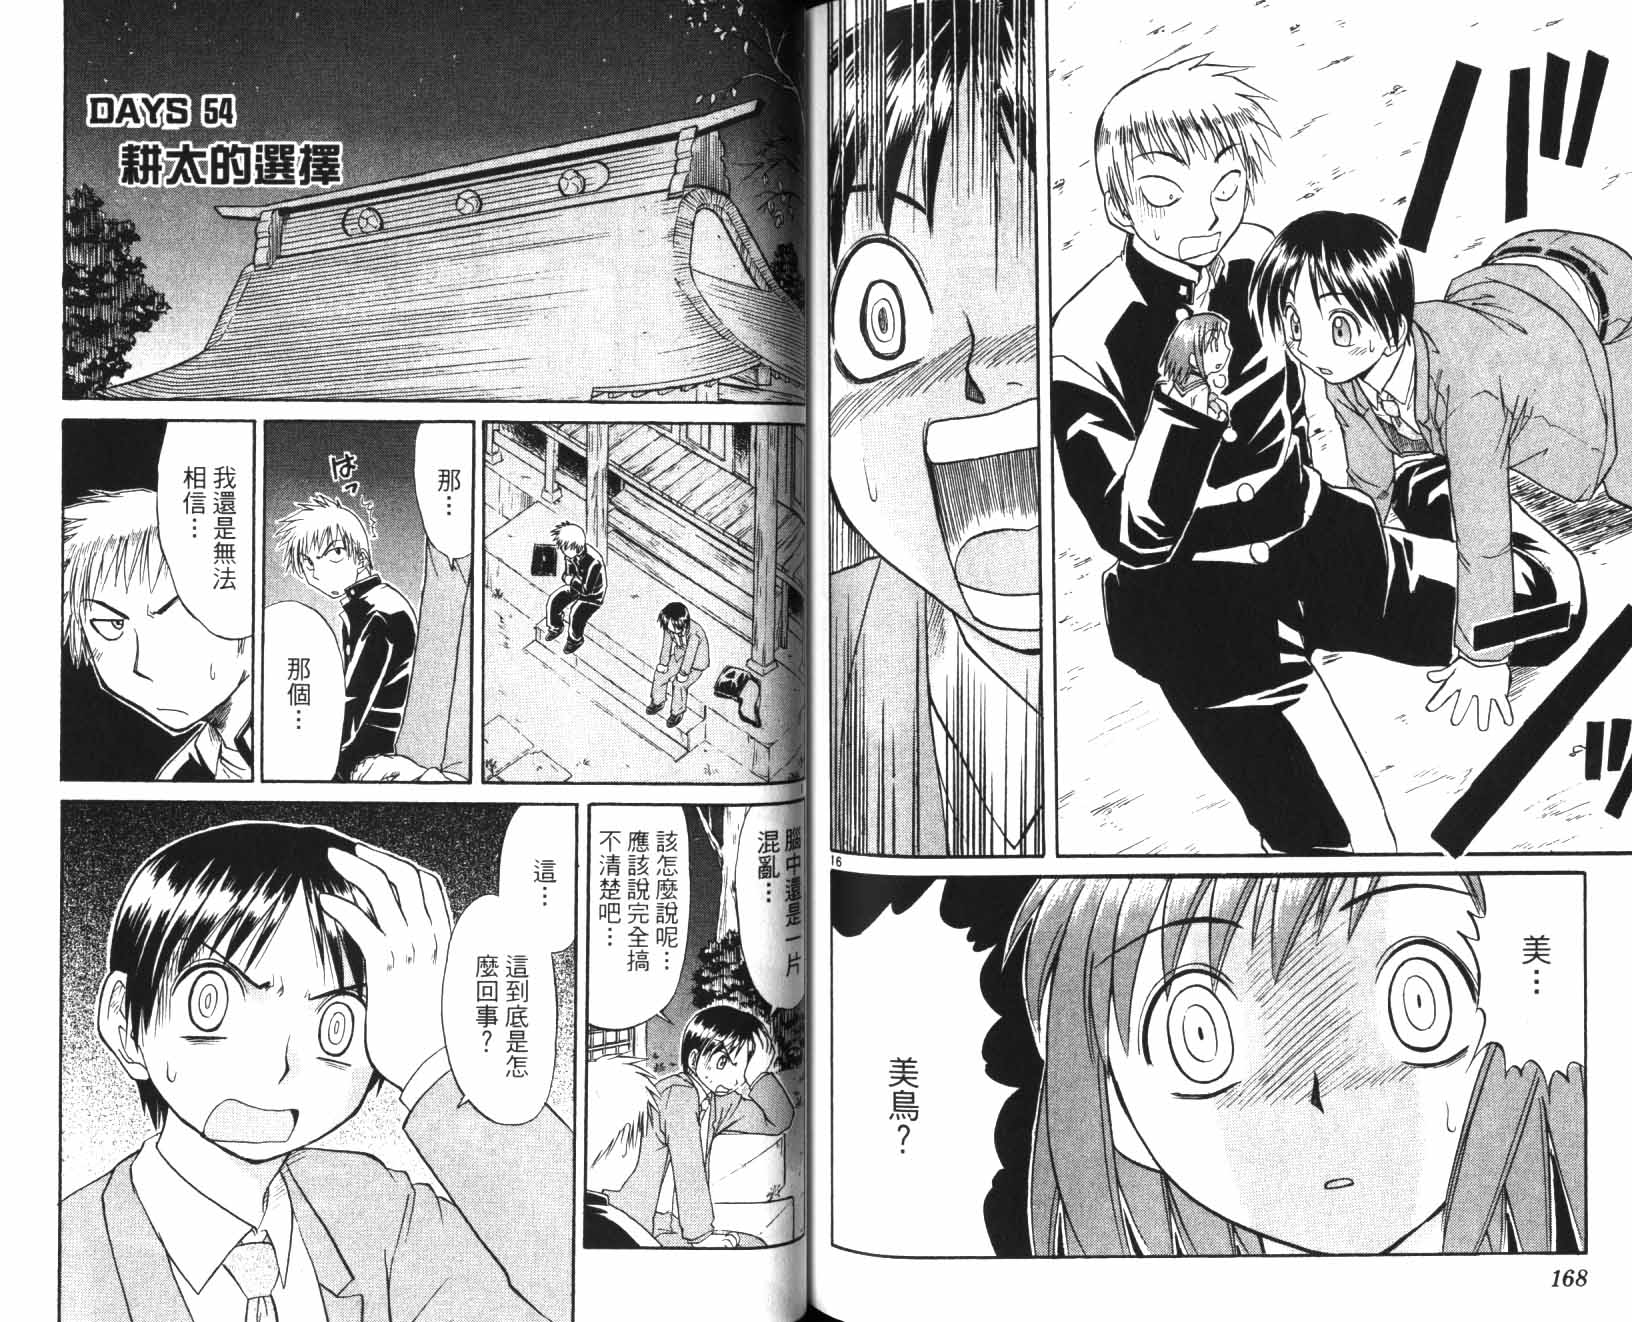 美…
美鳥?
168
16
DAYS 54
耕太的選擇
那…
はっ
那個…
我還是無法
相信…
腦中還是一片
混亂…
該怎麼說呢…
應該說完全搞
不清楚吧…
這…
這到底是怎
麼回事?